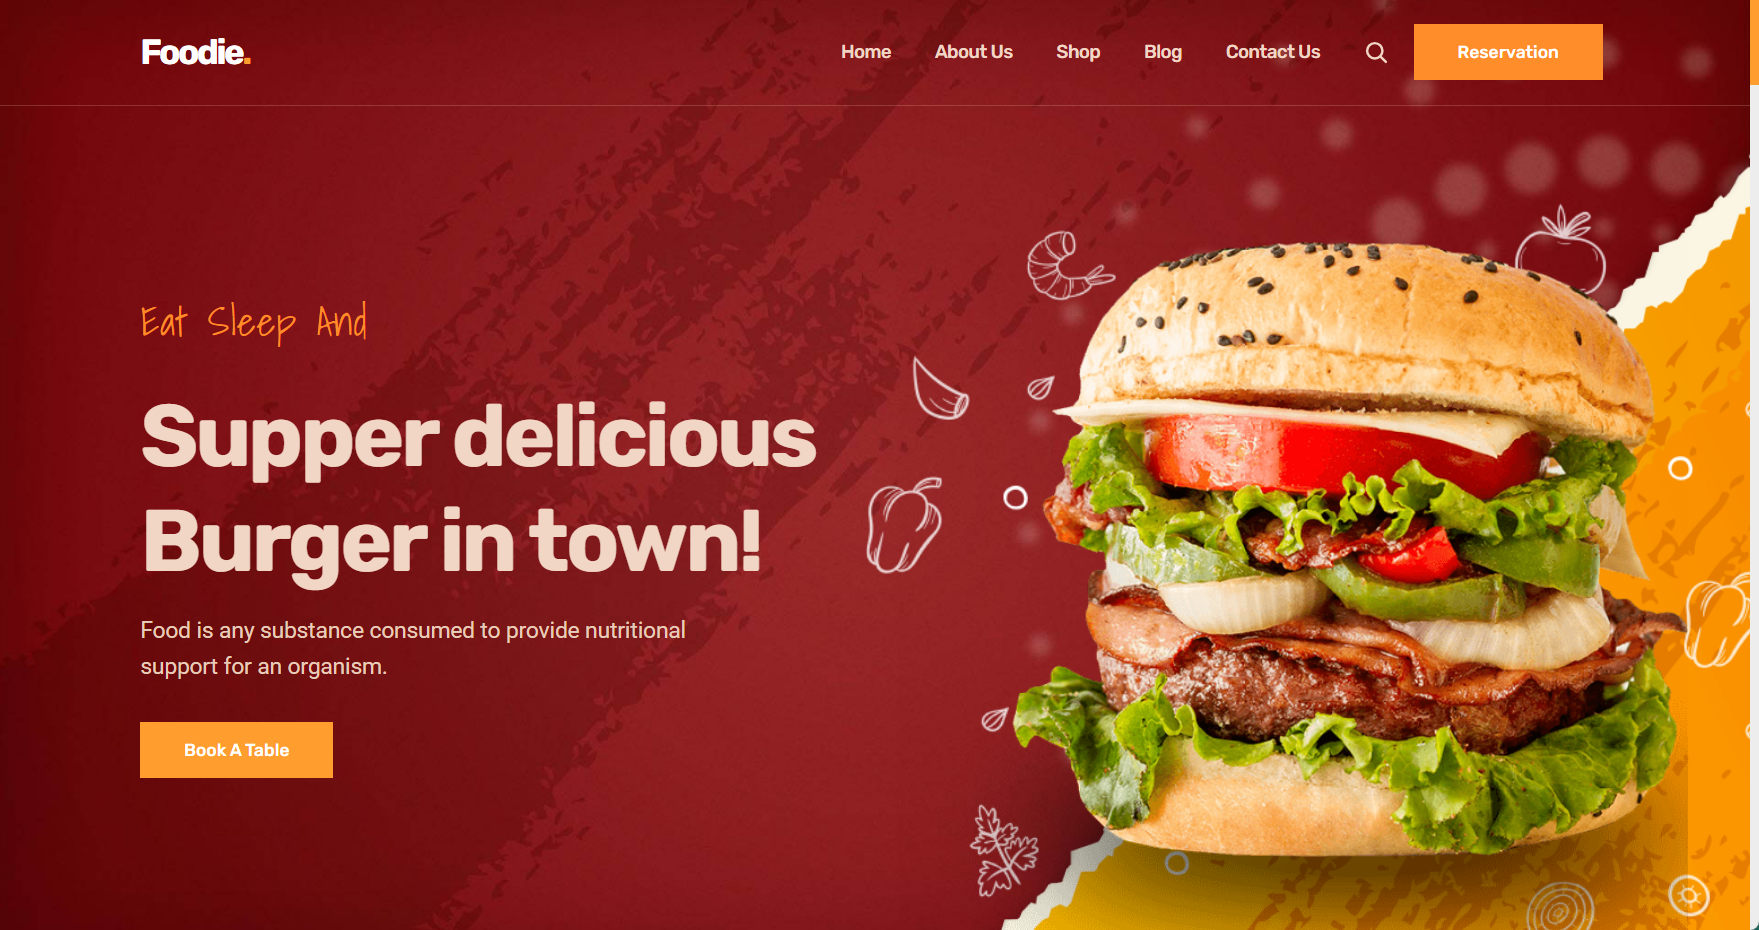 Foodie.
Home About Us Shop Blog Contact Us Reservation
Eat Sleep And
Supper delicious
Burger in town!
Food is any substance consumed to provide nutritional
support for an organism.
Book A Table